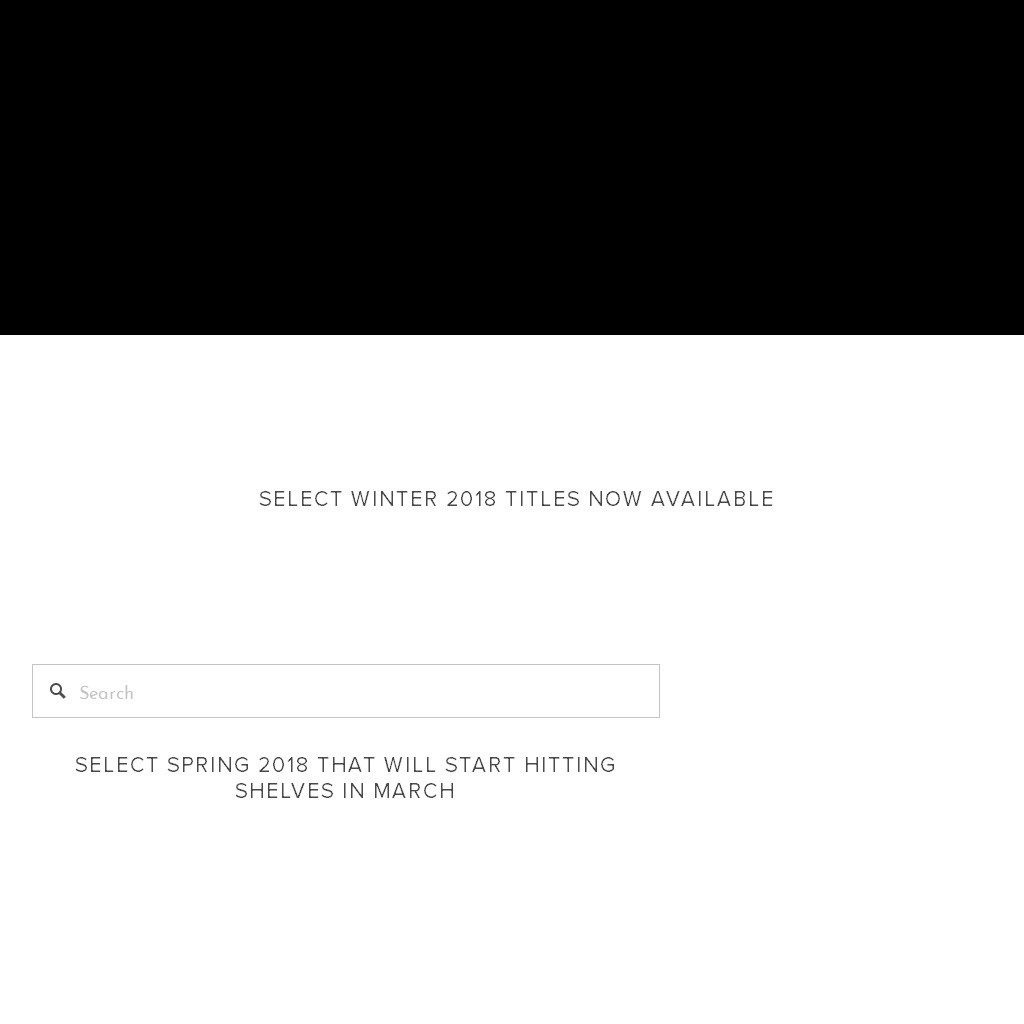 SELECT WINTER 2018 TITLES NOW AVAILABLE
Search
SELECT SPRING 2018 THAT WILL START HITTING
SHELVES IN MARCH